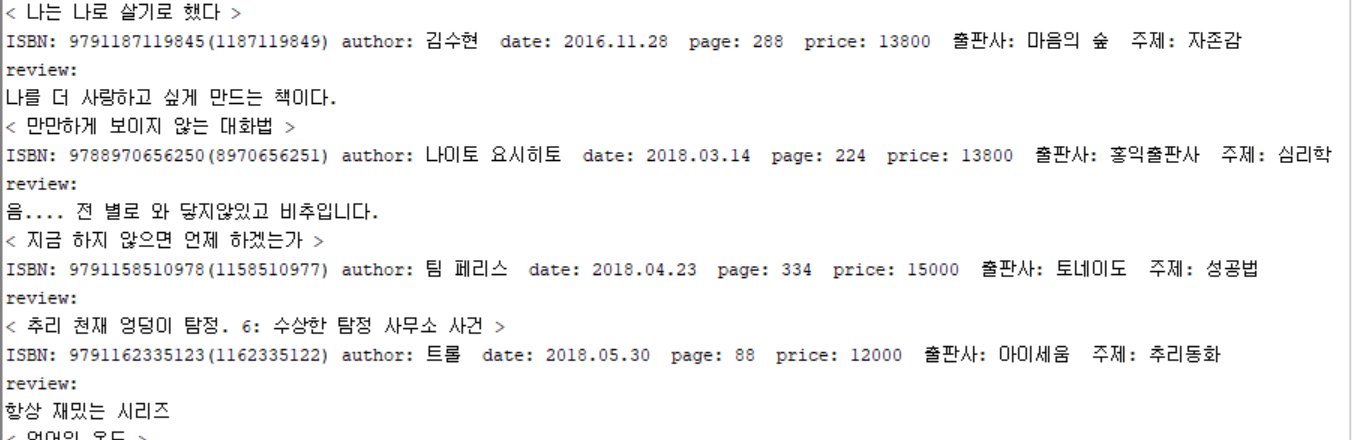 < 나는 나로 살기로 했다 >
ISBN: 9791187119845(1187119849) author: 김수현 date: 2016.11.28 page: 288 price: 13800 출판사: 마음의 숲 주제: 자존감
review:
나를 더 사랑하고 싶게 만드는 책이다.
< 만만하게 보이지 않는 대화법 >
ISBN: 9788970656250(8970656251) author: 나이토 요시히토 date: 2018.03.14 page: 224 price: 13800 출판사: 홍익출판사 주제: 심리학
review:
음.... 전 별로 와 닿지않있고 비추입니다.
< 지금 하지 않으면 언제 하겠는가 >
ISBN: 9791158510978(1158510977) author: 팀 페리스 date: 2018.04.23 page: 334 price: 15000 출판사: 토네이도 주제: 성공법
review:
< 추리 천재 엉덩이 탐정. 6: 수상한 탐정 사무소 사건 >
ISBN: 9791162335123(1162335122) author: 트롤 date: 2018.05.30 page: 88 price: 12000 출판사: 아이세움 주제: 추리동화
review:
항상 재밌는 시리즈